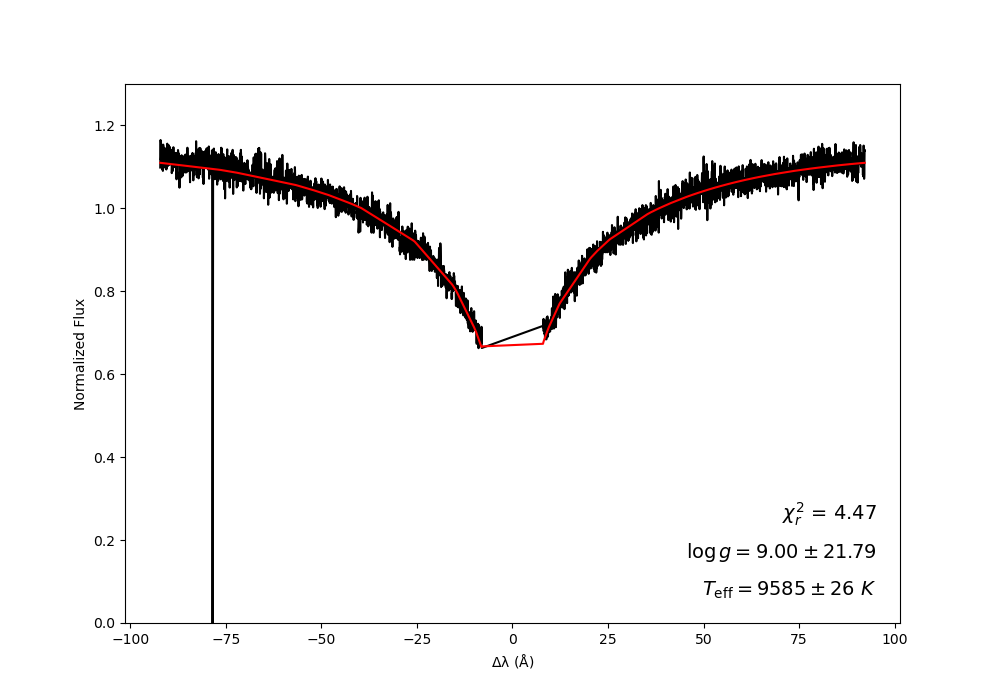 Normalized Flux
1.2
1.0
0.8
0.6
0.4
0.2
0.0
χ²ᵣ = 4.47
log g = 9.00 ± 21.79
T_eff = 9585 ± 26 K
−100 −75 −50 −25 0 25 50 75 100
Δλ (Å)